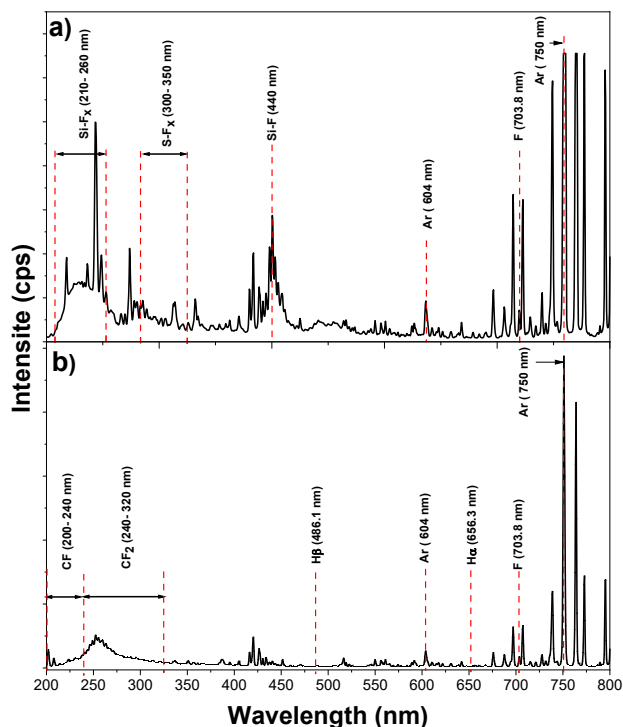 a)
Si-Fₓ (210- 260 nm)
S-Fₓ (300- 350 nm)
Si-F (440 nm)
Ar ( 604 nm)
F (703.8 nm)
Ar ( 750 nm)
Intensite (cps)
b)
CF (200- 240 nm)
CF₂ (240- 320 nm)
Hβ (486.1 nm)
Ar ( 604 nm)
Hα (656.3 nm)
F (703.8 nm)
Ar ( 750 nm)
200 250 300 350 400 450 500 550 600 650 700 750 800
Wavelength (nm)